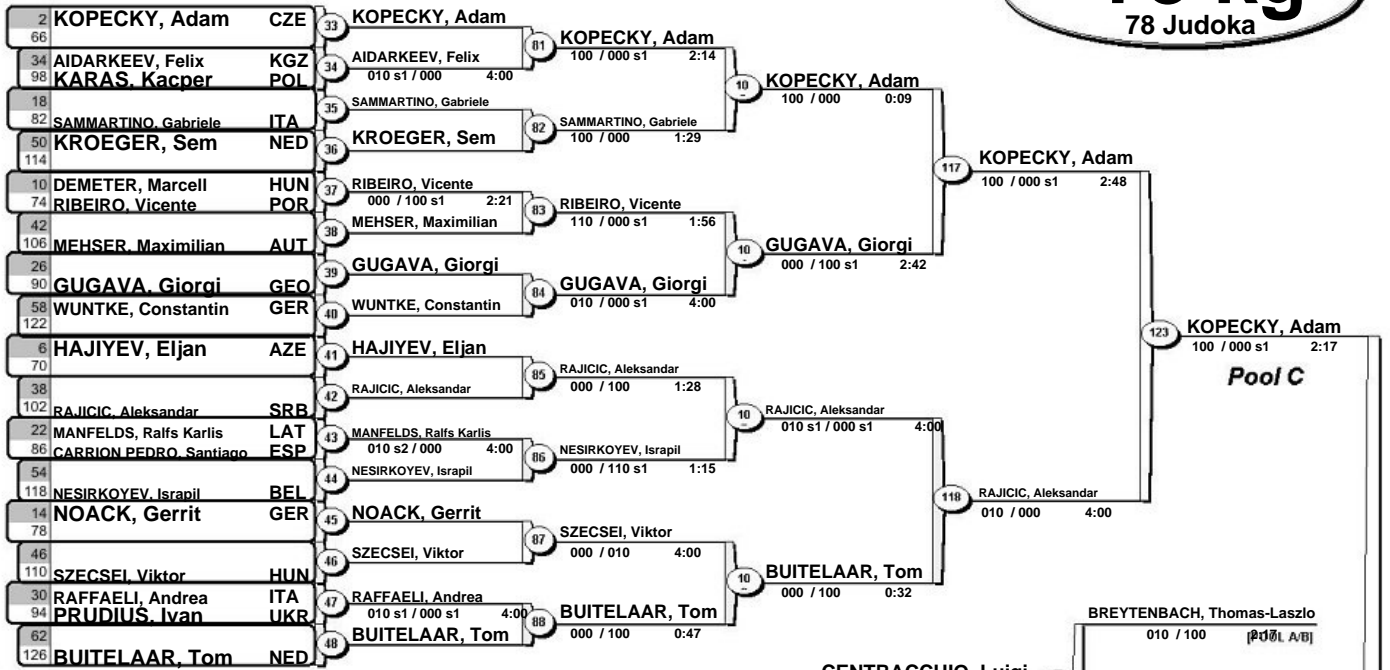 78 Judoka
2 KOPECKY, Adam CZE
66
34 AIDARKEEV, Felix KGZ
98 KARAS, Kacper POL
18
82 SAMMARTINO, Gabriele ITA
50 KROEGER, Sem NED
114
10 DEMETER, Marcell HUN
74 RIBEIRO, Vicente POR
42
106 MEHSER, Maximilian AUT
26
90 GUGAVA, Giorgi GEO
58 WUNTKE, Constantin GER
122
6 HAJIYEV, Eljan AZE
70
38
102 RAJICIC, Aleksandar SRB
22 MANFELDS, Ralfs Karlis LAT
86 CARRION PEDRO, Santiago ESP
54
118 NESIRKOYEV, Israpil BEL
14 NOACK, Gerrit GER
78
46
110 SZECSEI, Viktor HUN
30 RAFFAELI, Andrea ITA
94 PRUDIUS, Ivan UKR
62
126 BUITELAAR, Tom NED
33 KOPECKY, Adam
34 AIDARKEEV, Felix
010 s1 / 000 4:00
35 SAMMARTINO, Gabriele
36 KROEGER, Sem
37 RIBEIRO, Vicente
000 / 100 s1 2:21
38 MEHSER, Maximilian
39 GUGAVA, Giorgi
40 WUNTKE, Constantin
41 HAJIYEV, Eljan
42 RAJICIC, Aleksandar
43 MANFELDS, Ralfs Karlis
010 s2 / 000 4:00
44 NESIRKOYEV, Israpil
45 NOACK, Gerrit
46 SZECSEI, Viktor
47 RAFFAELI, Andrea
010 s1 / 000 s1 4:00
48 BUITELAAR, Tom
81 KOPECKY, Adam
100 / 000 s1 2:14
82 SAMMARTINO, Gabriele
100 / 000 1:29
83 RIBEIRO, Vicente
110 / 000 s1 1:56
84 GUGAVA, Giorgi
010 / 000 s1 4:00
85 RAJICIC, Aleksandar
000 / 100 1:28
86 NESIRKOYEV, Israpil
000 / 110 s1 1:15
87 SZECSEI, Viktor
000 / 010 4:00
88 BUITELAAR, Tom
000 / 100 0:47
10 KOPECKY, Adam
100 / 000 0:09
10 GUGAVA, Giorgi
000 / 100 s1 2:42
10 RAJICIC, Aleksandar
010 s1 / 000 s1 4:00
10 BUITELAAR, Tom
000 / 100 0:32
117 KOPECKY, Adam
100 / 000 s1 2:48
118 RAJICIC, Aleksandar
010 / 000 4:00
123 KOPECKY, Adam
100 / 000 s1 2:17
Pool C
BREYTENBACH, Thomas-Laszlo
010 / 100